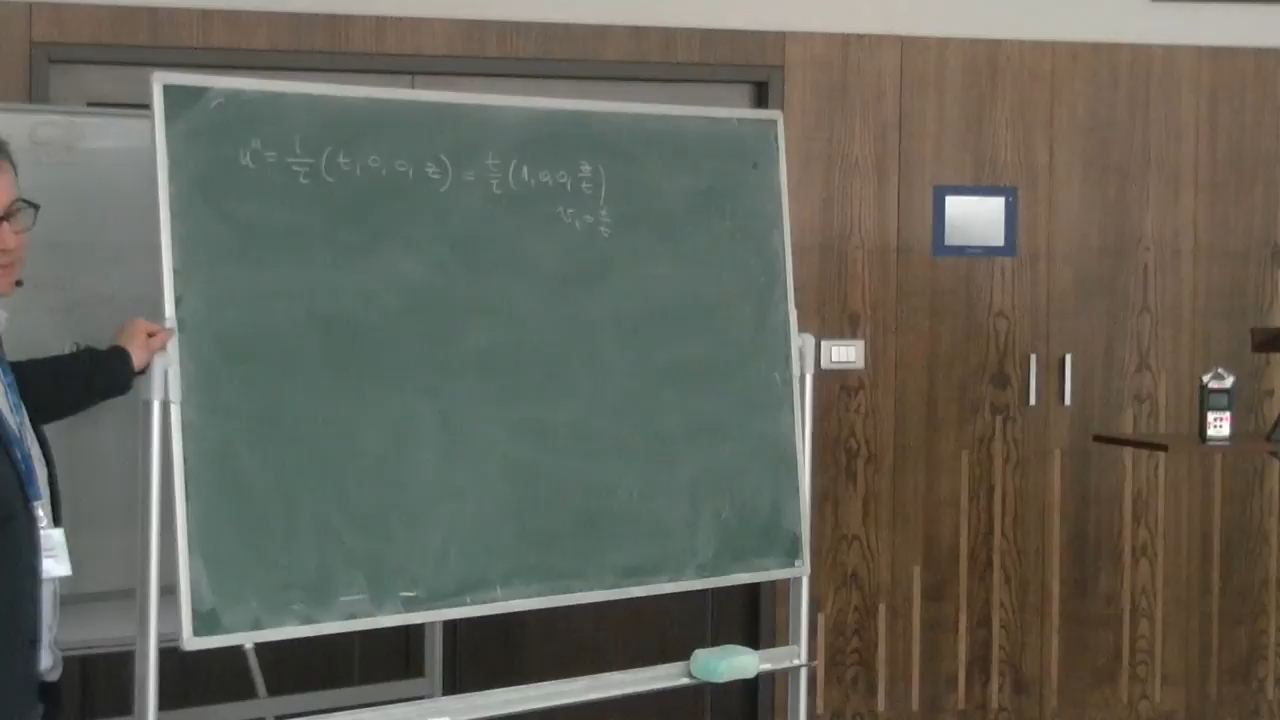 u^μ = 1/τ (t, 0, 0, z) = t/τ (1, 0, 0, z/t)
v_z = z/t